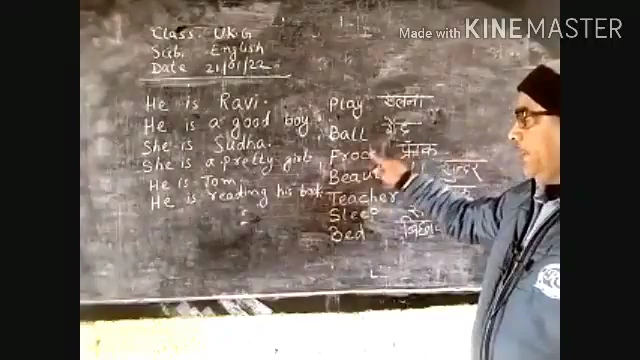 Made with KINEMASTER
Class. UKG
Sub. English
Date 21/01/22
He is Ravi.
He is a good boy.
She is Sudha.
She is a pretty girl.
He is Tom.
He is reading his book.
Play खेलना
Ball गेंद
Frock फ्रॉक
सुन्दर
Teacher
Sleep
Bed